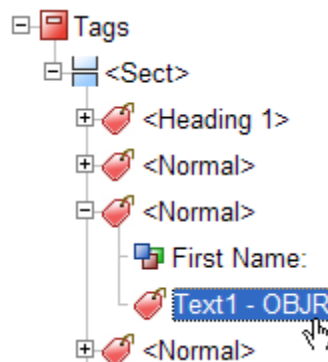 Tags
<Sect>
<Heading 1>
<Normal>
<Normal>
First Name:
Text1 - OBJR
<Normal>